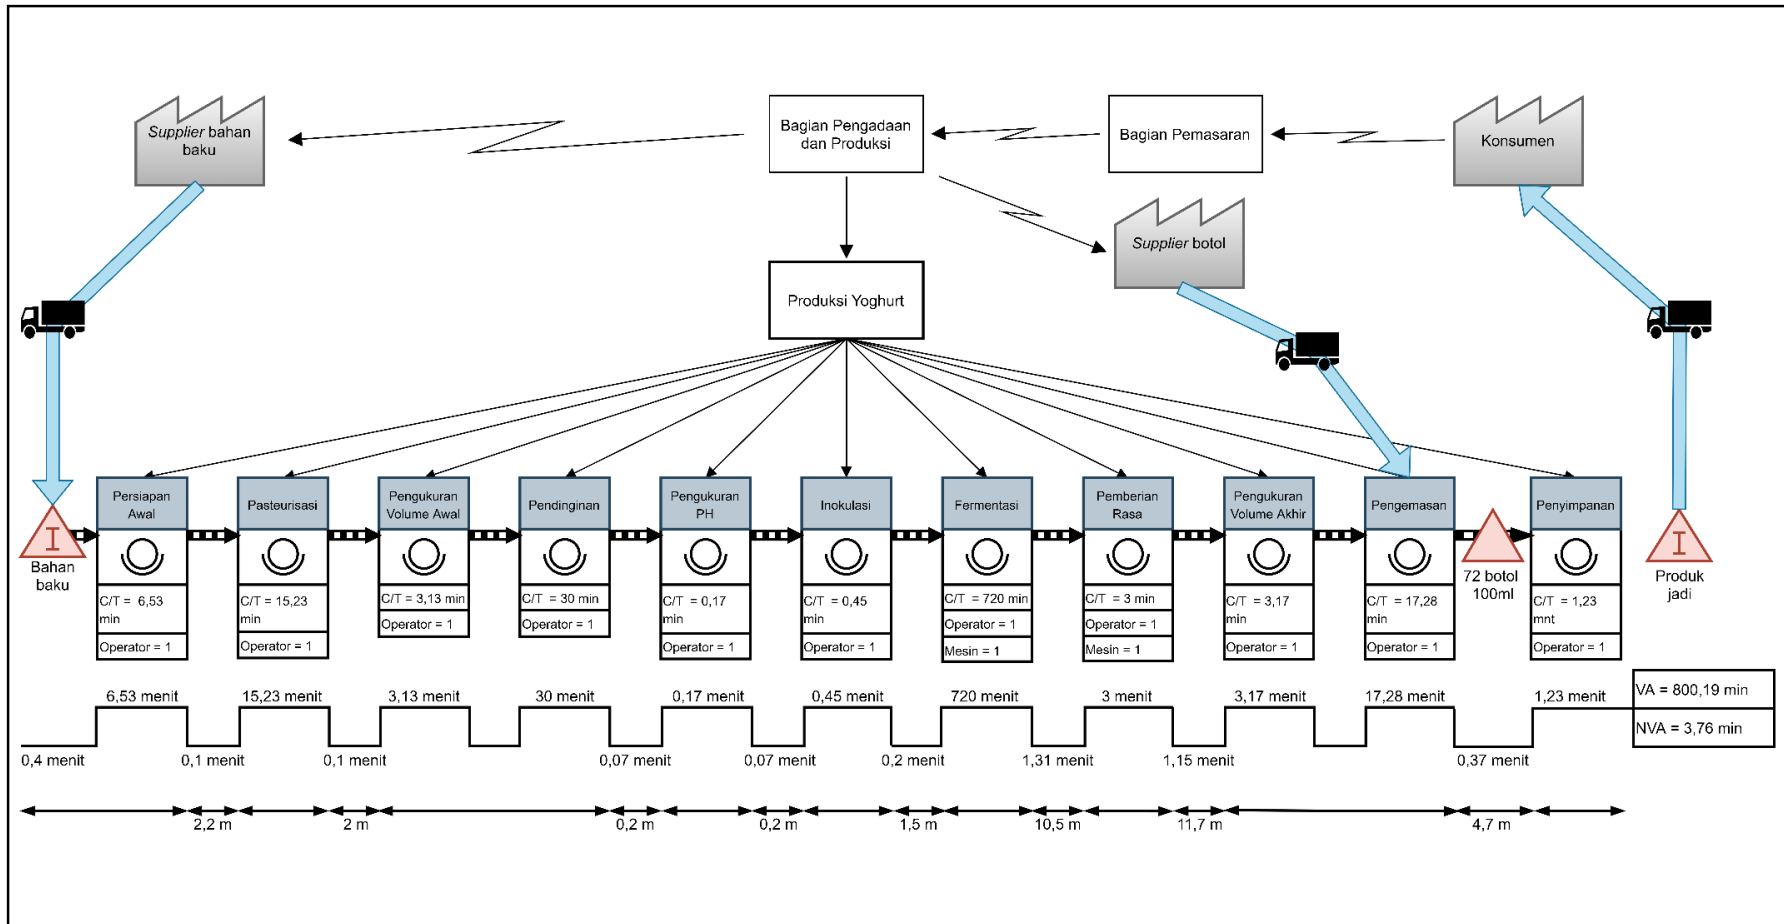 Supplier bahan
baku
Bagian Pengadaan
dan Produksi
Bagian Pemasaran
Konsumen
Supplier botol
Produksi Yoghurt
Persiapan
Awal
Pasteurisasi
Pengukuran
Volume Awal
Pendinginan
Pengukuran
PH
Inokulasi
Fermentasi
Pemberian
Rasa
Pengukuran
Volume Akhir
Pengemasan
Penyimpanan
I
Bahan
baku
72 botol
100ml
I
Produk
jadi
C/T = 6,53
min
Operator = 1
C/T = 15,23
min
Operator = 1
C/T = 3,13 min
Operator = 1
C/T = 30 min
Operator = 1
C/T = 0,17
min
Operator = 1
C/T = 0,45
min
Operator = 1
C/T = 720 min
Operator = 1
Mesin = 1
C/T = 3 min
Operator = 1
Mesin = 1
C/T = 3,17
min
Operator = 1
C/T = 17,28
min
Operator = 1
C/T = 1,23
mnt
Operator = 1
6,53 menit
15,23 menit
3,13 menit
30 menit
0,17 menit
0,45 menit
720 menit
3 menit
3,17 menit
17,28 menit
1,23 menit
VA = 800,19 min
NVA = 3,76 min
0,4 menit
0,1 menit
0,1 menit
0,07 menit
0,07 menit
0,2 menit
1,31 menit
1,15 menit
0,37 menit
2,2 m
2 m
0,2 m
0,2 m
1,5 m
10,5 m
11,7 m
4,7 m